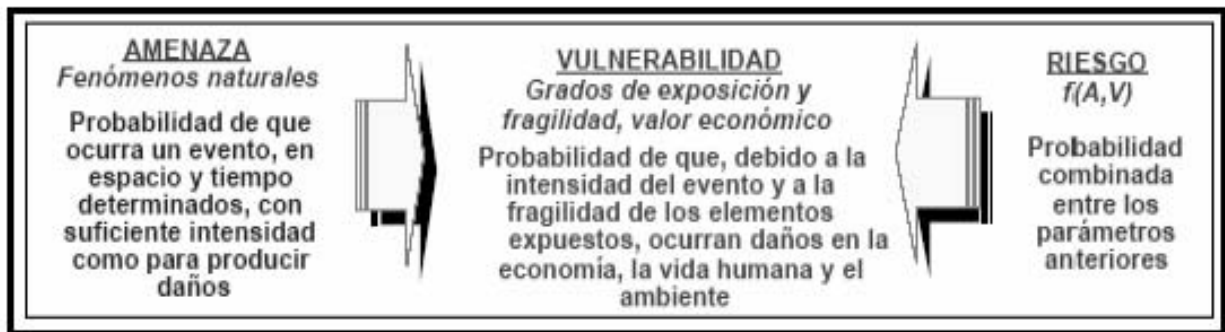 AMENAZA
Fenómenos naturales
Probabilidad de que
ocurra un evento, en
espacio y tiempo
determinados, con
suficiente intensidad
como para producir
daños
VULNERABILIDAD
Grados de exposición y
fragilidad, valor económico
Probabilidad de que, debido a la
intensidad del evento y a la
fragilidad de los elementos
expuestos, ocurran daños en la
economía, la vida humana y el
ambiente
RIESGO
f(A,V)
Probabilidad
combinada
entre los
parámetros
anteriores